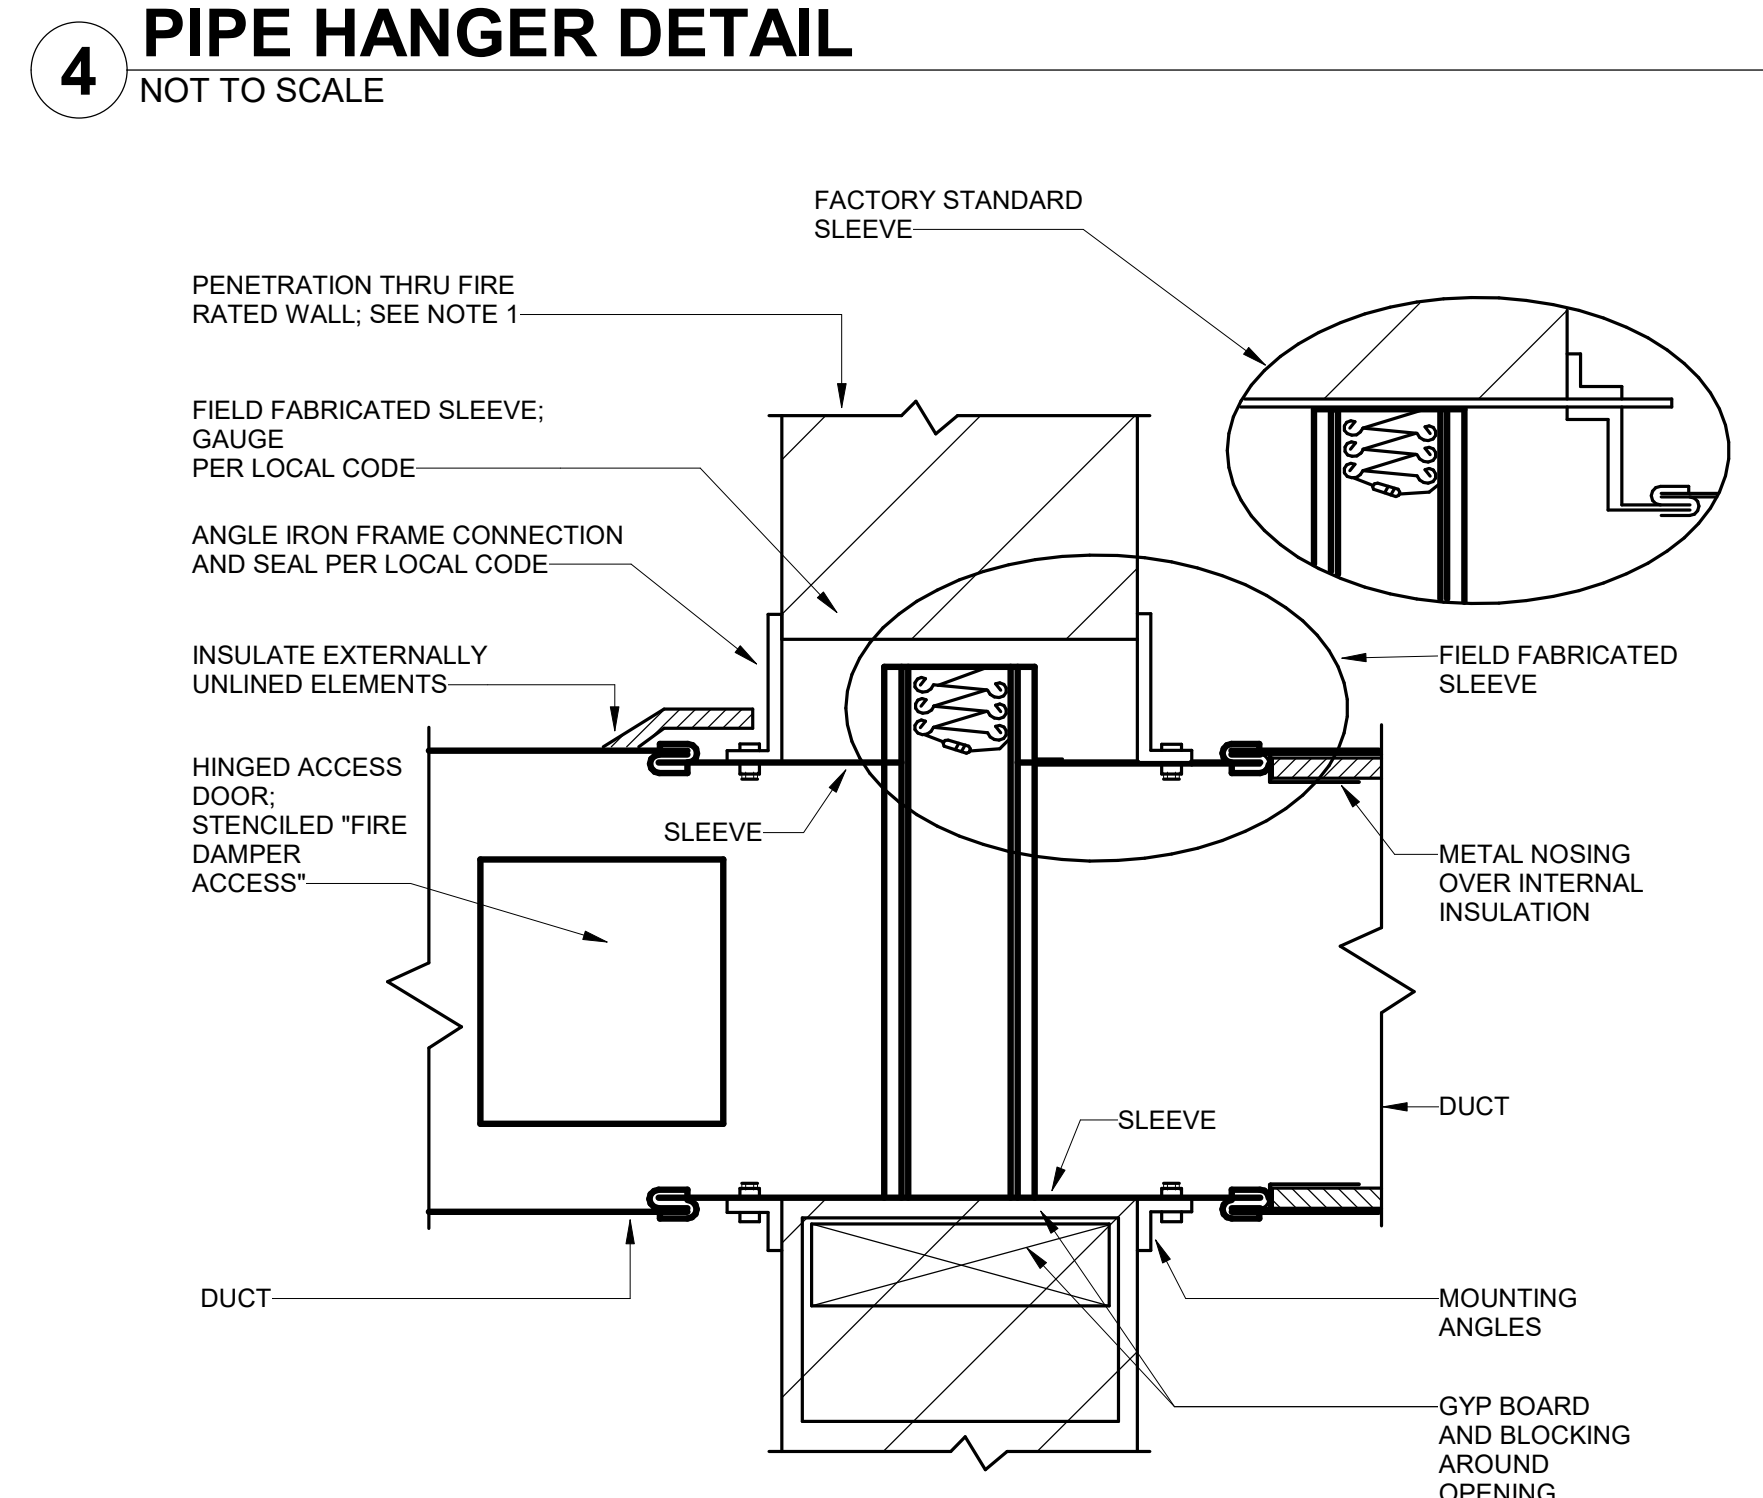 4
PIPE HANGER DETAIL
NOT TO SCALE
FACTORY STANDARD
SLEEVE
PENETRATION THRU FIRE
RATED WALL; SEE NOTE 1
FIELD FABRICATED SLEEVE;
GAUGE
PER LOCAL CODE
ANGLE IRON FRAME CONNECTION
AND SEAL PER LOCAL CODE
INSULATE EXTERNALLY
UNLINED ELEMENTS
FIELD FABRICATED
SLEEVE
HINGED ACCESS
DOOR;
STENCILED "FIRE
DAMPER
ACCESS"
SLEEVE
METAL NOSING
OVER INTERNAL
INSULATION
SLEEVE
DUCT
DUCT
MOUNTING
ANGLES
GYP BOARD
AND BLOCKING
AROUND
OPENING